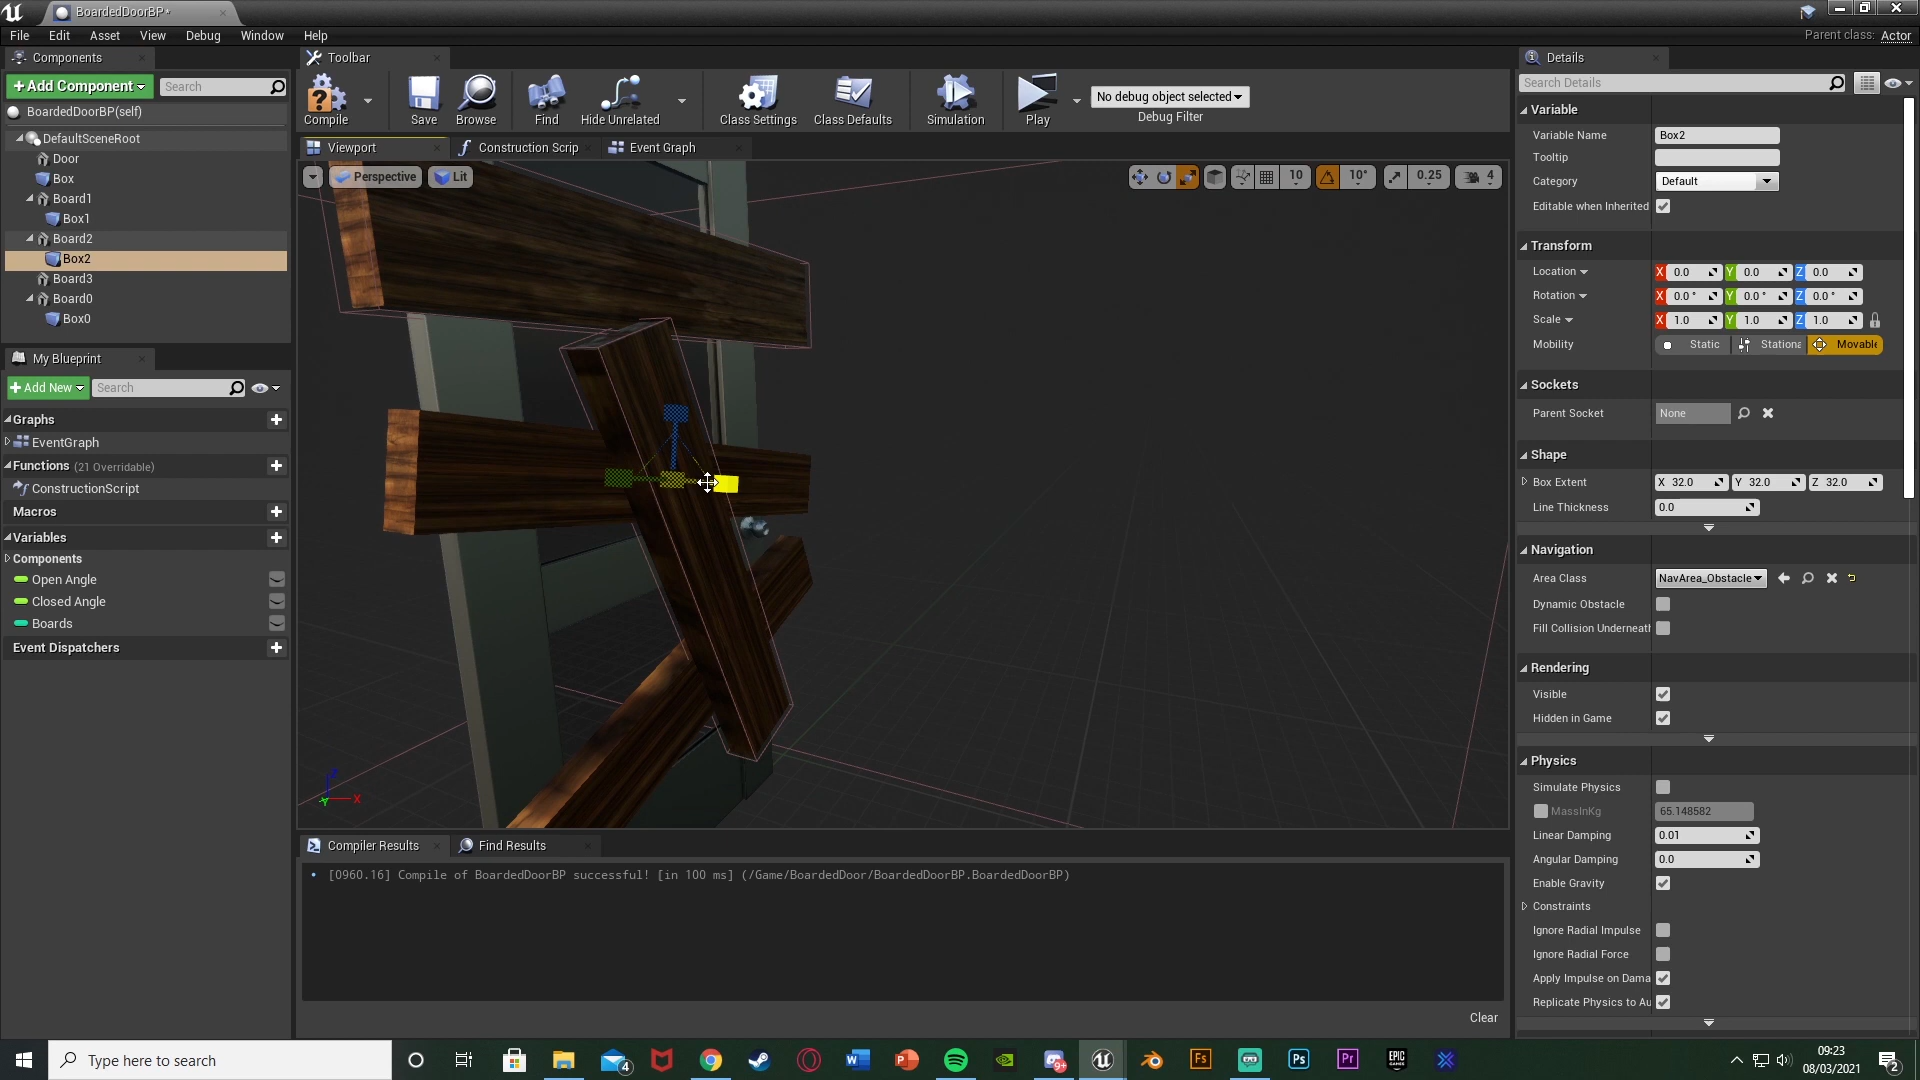 BoardedDoorBP*
File Edit Asset View Debug Window Help
Parent class: Actor
Components
+Add Component
Search
BoardedDoorBP(self)
DefaultSceneRoot
Door
Box
Board1
Box1
Board2
Box2
Board3
Board0
Box0
My Blueprint
+Add New
Search
Graphs
EventGraph
Functions (21 Overridable)
ConstructionScript
Macros
Variables
Components
Open Angle
Closed Angle
Boards
Event Dispatchers
Toolbar
Compile
Save
Browse
Find
Hide Unrelated
Class Settings
Class Defaults
Simulation
Play
No debug object selected
Debug Filter
Viewport
Construction Scrip
Event Graph
Perspective
Lit
10
10°
0.25
4
Z
X
Y
Compiler Results
Find Results
• [0960.16] Compile of BoardedDoorBP successful! [in 100 ms] (/Game/BoardedDoor/BoardedDoorBP.BoardedDoorBP)
Clear
Details
Search Details
Variable
Variable Name Box2
Tooltip
Category Default
Editable when Inherited
Transform
Location X 0.0 Y 0.0 Z 0.0
Rotation X 0.0° Y 0.0° Z 0.0°
Scale X 1.0 Y 1.0 Z 1.0
Mobility Static Stationa Movable
Sockets
Parent Socket None
Shape
Box Extent X 32.0 Y 32.0 Z 32.0
Line Thickness 0.0
Navigation
Area Class NavArea_Obstacle
Dynamic Obstacle
Fill Collision Underneath
Rendering
Visible
Hidden in Game
Physics
Simulate Physics
MassInKg 65.148582
Linear Damping 0.01
Angular Damping 0.0
Enable Gravity
Constraints
Ignore Radial Impulse
Ignore Radial Force
Apply Impulse on Dama
Replicate Physics to Au
Type here to search
4
W
P
9+
Fs
Ps
Pr
EPIC GAMES
09:23
08/03/2021
2